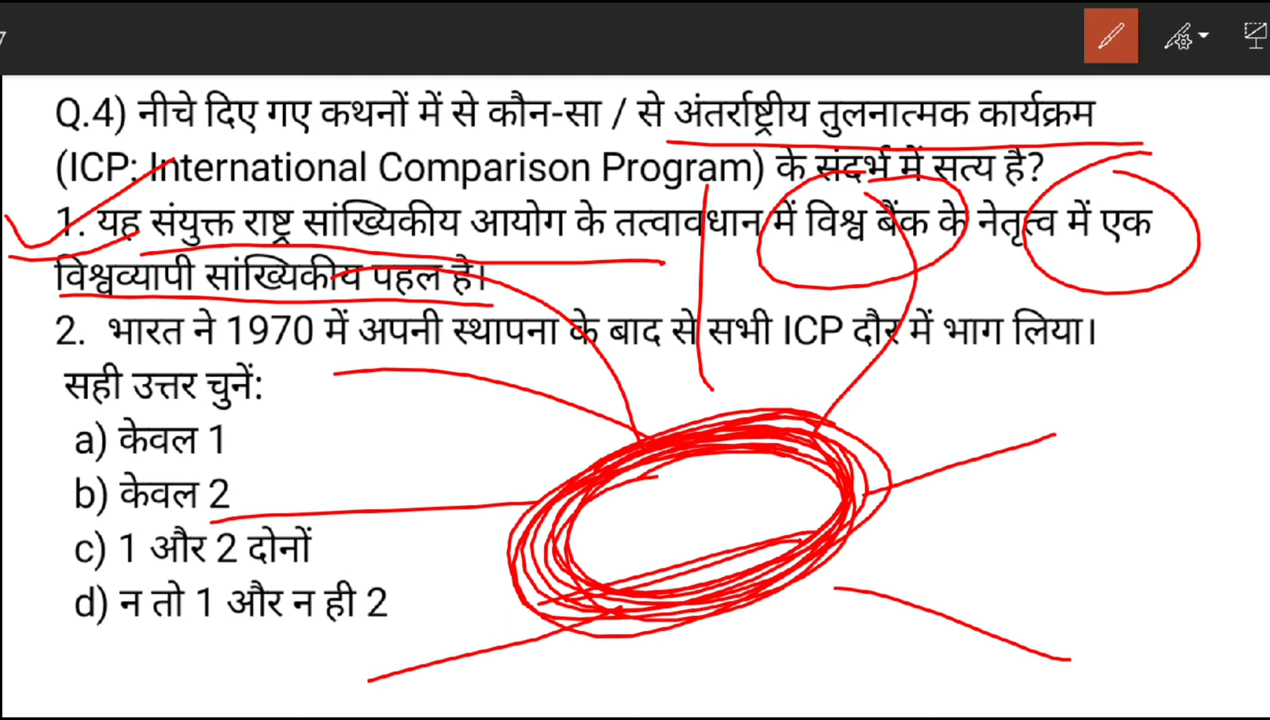 Q.4) नीचे दिए गए कथनों में से कौन-सा / से अंतर्राष्ट्रीय तुलनात्मक कार्यक्रम
(ICP: International Comparison Program) के संदर्भ में सत्य है?
1. यह संयुक्त राष्ट्र सांख्यिकीय आयोग के तत्वावधान में विश्व बैंक के नेतृत्व में एक
विश्वव्यापी सांख्यिकीय पहल है।
2. भारत ने 1970 में अपनी स्थापना के बाद से सभी ICP दौर में भाग लिया।
सही उत्तर चुनें:
a) केवल 1
b) केवल 2
c) 1 और 2 दोनों
d) न तो 1 और न ही 2